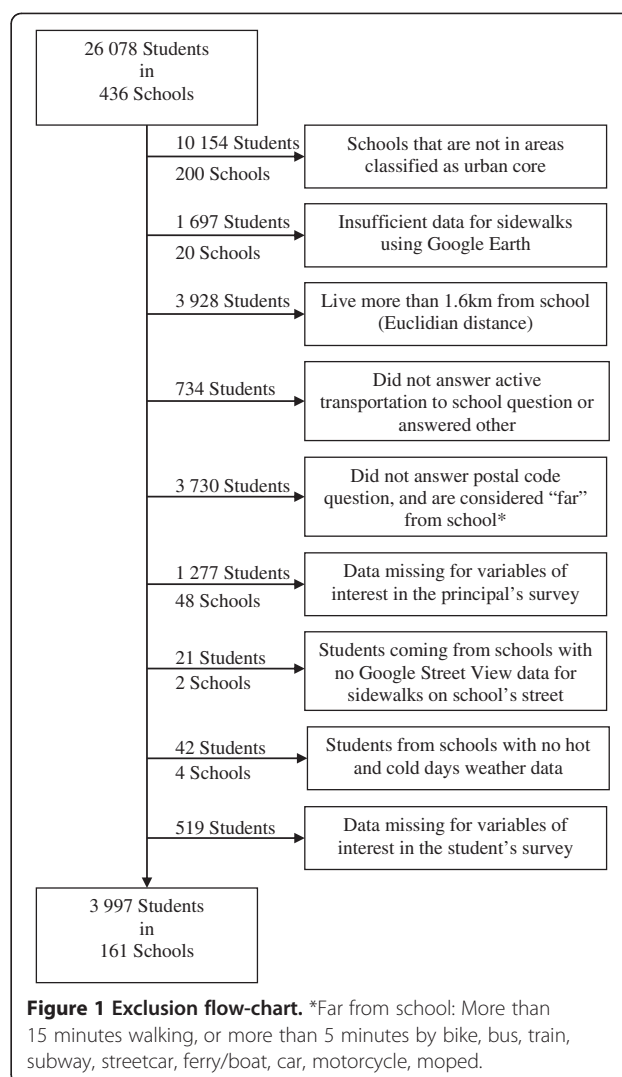 26 078 Students
in
436 Schools
10 154 Students
200 Schools
Schools that are not in areas
classified as urban core
1 697 Students
20 Schools
Insufficient data for sidewalks
using Google Earth
3 928 Students
Live more than 1.6km from school
(Euclidian distance)
734 Students
Did not answer active
transportation to school question or
answered other
3 730 Students
Did not answer postal code
question, and are considered “far”
from school*
1 277 Students
48 Schools
Data missing for variables of
interest in the principal’s survey
21 Students
2 Schools
Students coming from schools with
no Google Street View data for
sidewalks on school’s street
42 Students
4 Schools
Students from schools with no hot
and cold days weather data
519 Students
Data missing for variables of
interest in the student’s survey
3 997 Students
in
161 Schools
Figure 1 Exclusion flow-chart. *Far from school: More than
15 minutes walking, or more than 5 minutes by bike, bus, train,
subway, streetcar, ferry/boat, car, motorcycle, moped.